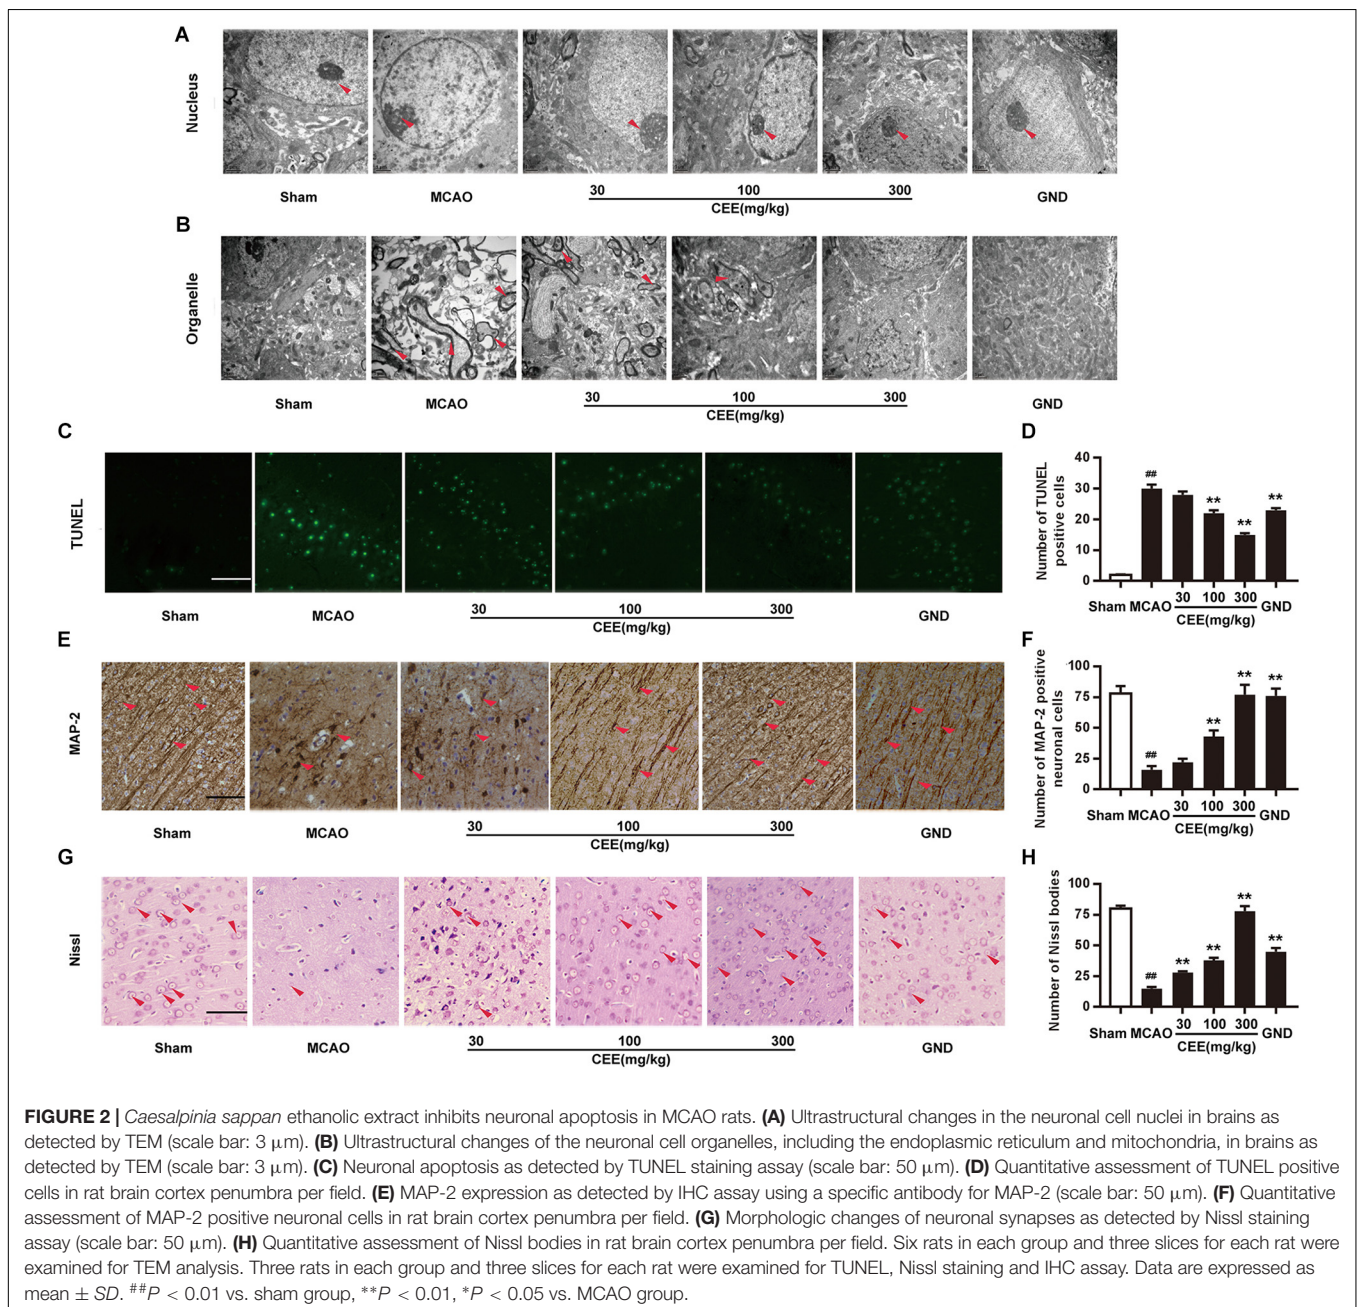 A
Nucleus
Sham
MCAO
30 100 300
CEE(mg/kg)
GND
B
Organelle
Sham
MCAO
30 100 300
CEE(mg/kg)
GND
C
TUNEL
Sham
MCAO
30 100 300
CEE(mg/kg)
GND
D
Number of TUNEL
positive cells
40
30
20
10
0
##
**
**
**
Sham MCAO 30 100 300 GND
CEE(mg/kg)
E
MAP-2
Sham
MCAO
30 100 300
CEE(mg/kg)
GND
F
Number of MAP-2 positive
neuronal cells
100
75
50
25
0
##
**
**
**
Sham MCAO 30 100 300 GND
CEE(mg/kg)
G
Nissl
Sham
MCAO
30 100 300
CEE(mg/kg)
GND
H
Number of Nissl bodies
100
75
50
25
0
##
**
**
**
**
Sham MCAO 30 100 300 GND
CEE(mg/kg)
FIGURE 2 | Caesalpinia sappan ethanolic extract inhibits neuronal apoptosis in MCAO rats. (A) Ultrastructural changes in the neuronal cell nuclei in brains as
detected by TEM (scale bar: 3 μm). (B) Ultrastructural changes of the neuronal cell organelles, including the endoplasmic reticulum and mitochondria, in brains as
detected by TEM (scale bar: 3 μm). (C) Neuronal apoptosis as detected by TUNEL staining assay (scale bar: 50 μm). (D) Quantitative assessment of TUNEL positive
cells in rat brain cortex penumbra per field. (E) MAP-2 expression as detected by IHC assay using a specific antibody for MAP-2 (scale bar: 50 μm). (F) Quantitative
assessment of MAP-2 positive neuronal cells in rat brain cortex penumbra per field. (G) Morphologic changes of neuronal synapses as detected by Nissl staining
assay (scale bar: 50 μm). (H) Quantitative assessment of Nissl bodies in rat brain cortex penumbra per field. Six rats in each group and three slices for each rat were
examined for TEM analysis. Three rats in each group and three slices for each rat were examined for TUNEL, Nissl staining and IHC assay. Data are expressed as
mean ± SD. ##P < 0.01 vs. sham group, **P < 0.01, *P < 0.05 vs. MCAO group.